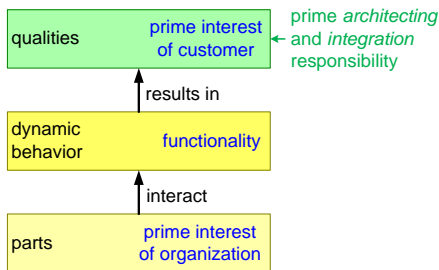 qualities
prime interest
of customer
prime architecting
and integration
responsibility
results in
dynamic
behavior
functionality
interact
parts
prime interest
of organization